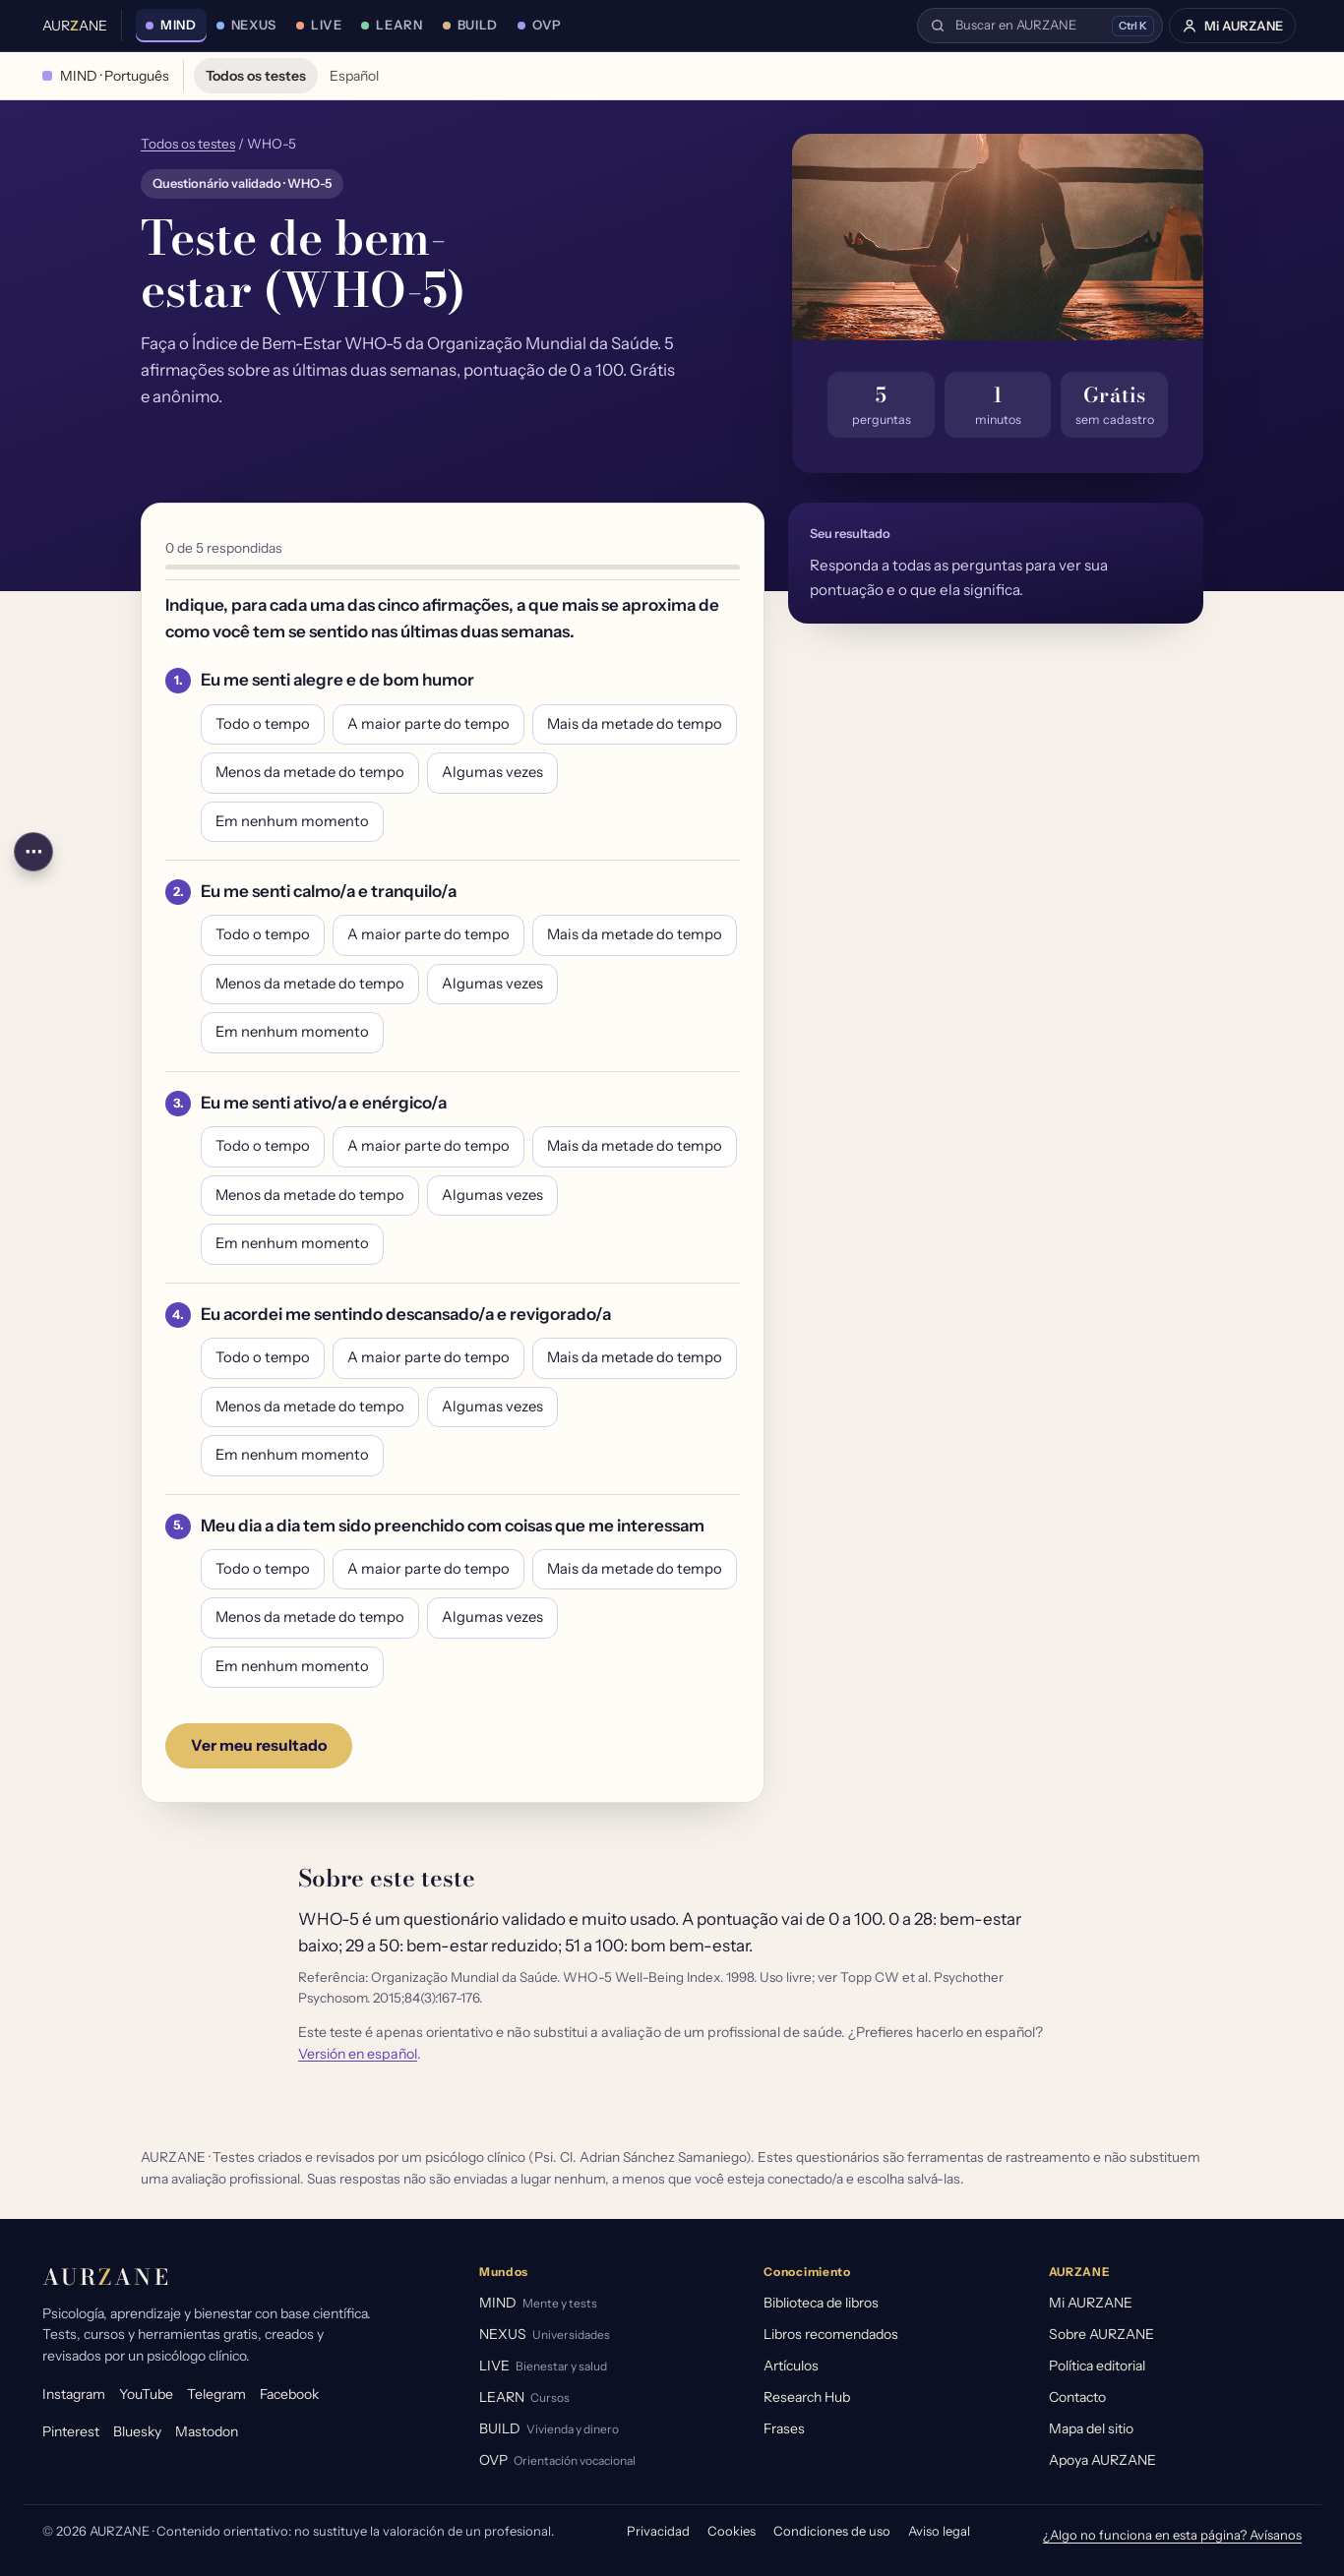 AURZANE
MIND
NEXUS
LIVE
LEARN
BUILD
OVP
Buscar en AURZANE
Ctrl K
Mi AURZANE
MIND · Português
Todos os testes
Español
Todos os testes / WHO-5
Questionário validado · WHO-5
Teste de bem-
estar (WHO-5)
Faça o Índice de Bem-Estar WHO-5 da Organização Mundial da Saúde. 5
afirmações sobre as últimas duas semanas, pontuação de 0 a 100. Grátis
e anônimo.
5
perguntas
1
minutos
Grátis
sem cadastro
0 de 5 respondidas
Seu resultado
Responda a todas as perguntas para ver sua
pontuação e o que ela significa.
Indique, para cada uma das cinco afirmações, a que mais se aproxima de
como você tem se sentido nas últimas duas semanas.
1. Eu me senti alegre e de bom humor
Todo o tempo
A maior parte do tempo
Mais da metade do tempo
Menos da metade do tempo
Algumas vezes
Em nenhum momento
2. Eu me senti calmo/a e tranquilo/a
Todo o tempo
A maior parte do tempo
Mais da metade do tempo
Menos da metade do tempo
Algumas vezes
Em nenhum momento
3. Eu me senti ativo/a e enérgico/a
Todo o tempo
A maior parte do tempo
Mais da metade do tempo
Menos da metade do tempo
Algumas vezes
Em nenhum momento
4. Eu acordei me sentindo descansado/a e revigorado/a
Todo o tempo
A maior parte do tempo
Mais da metade do tempo
Menos da metade do tempo
Algumas vezes
Em nenhum momento
5. Meu dia a dia tem sido preenchido com coisas que me interessam
Todo o tempo
A maior parte do tempo
Mais da metade do tempo
Menos da metade do tempo
Algumas vezes
Em nenhum momento
Ver meu resultado
Sobre este teste
WHO-5 é um questionário validado e muito usado. A pontuação vai de 0 a 100. 0 a 28: bem-estar
baixo; 29 a 50: bem-estar reduzido; 51 a 100: bom bem-estar.
Referência: Organização Mundial da Saúde. WHO-5 Well-Being Index. 1998. Uso livre; ver Topp CW et al. Psychother
Psychosom. 2015;84(3):167-176.
Este teste é apenas orientativo e não substitui a avaliação de um profissional de saúde. ¿Prefieres hacerlo en español?
Versión en español.
AURZANE · Testes criados e revisados por um psicólogo clínico (Psi. Cl. Adrian Sánchez Samaniego). Estes questionários são ferramentas de rastreamento e não substituem
uma avaliação profissional. Suas respostas não são enviadas a lugar nenhum, a menos que você esteja conectado/a e escolha salvá-las.
AURZANE
Psicología, aprendizaje y bienestar con base científica.
Tests, cursos y herramientas gratis, creados y
revisados por un psicólogo clínico.
Instagram YouTube Telegram Facebook
Pinterest Bluesky Mastodon
Mundos
MIND Mente y tests
NEXUS Universidades
LIVE Bienestar y salud
LEARN Cursos
BUILD Vivienda y dinero
OVP Orientación vocacional
Conocimiento
Biblioteca de libros
Libros recomendados
Artículos
Research Hub
Frases
AURZANE
Mi AURZANE
Sobre AURZANE
Política editorial
Contacto
Mapa del sitio
Apoya AURZANE
© 2026 AURZANE · Contenido orientativo: no sustituye la valoración de un profesional.
Privacidad Cookies Condiciones de uso Aviso legal
¿Algo no funciona en esta página? Avísanos